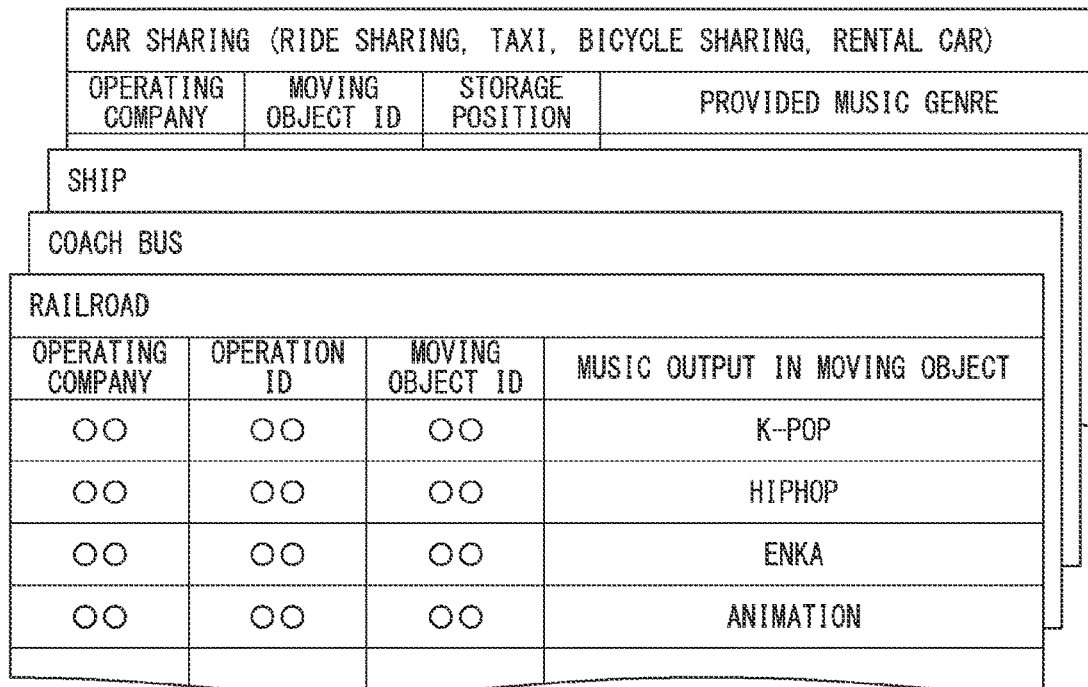 CAR SHARING (RIDE SHARING, TAXI, BICYCLE SHARING, RENTAL CAR)
OPERATING COMPANY MOVING OBJECT ID STORAGE POSITION PROVIDED MUSIC GENRE
SHIP
COACH BUS
RAILROAD
OPERATING COMPANY OPERATION ID MOVING OBJECT ID MUSIC OUTPUT IN MOVING OBJECT
○○ ○○ ○○ K-POP
○○ ○○ ○○ HIPHOP
○○ ○○ ○○ ENKA
○○ ○○ ○○ ANIMATION